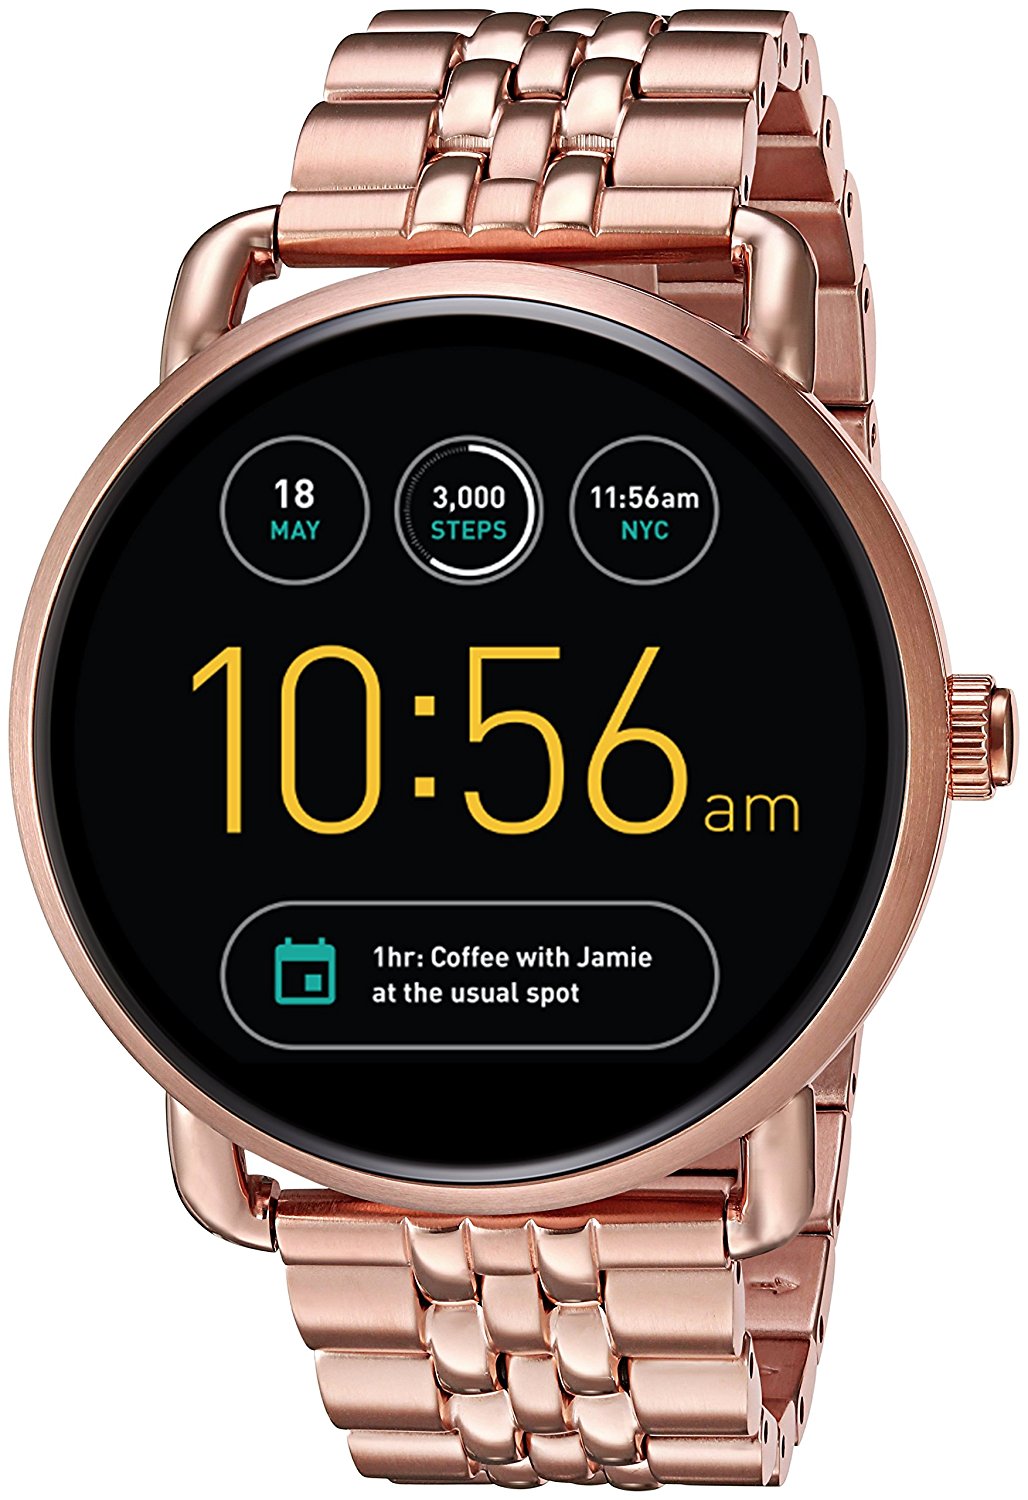 18
MAY
3,000
STEPS
11:56am
NYC
10:56am
1hr: Coffee with Jamie
at the usual spot